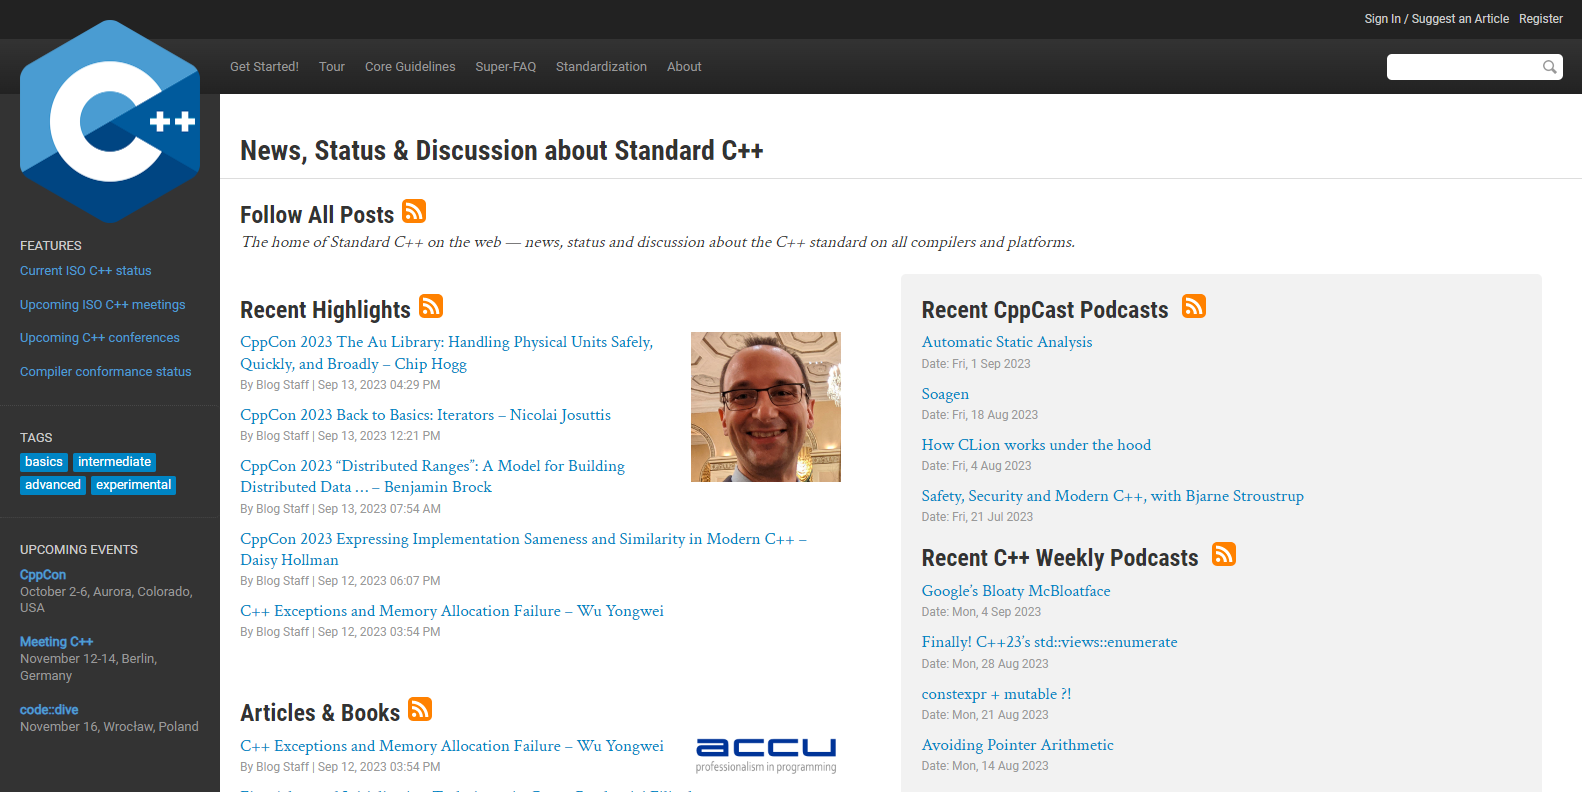 Sign In / Suggest an Article Register
Get Started! Tour Core Guidelines Super-FAQ Standardization About
C++
FEATURES
Current ISO C++ status
Upcoming ISO C++ meetings
Upcoming C++ conferences
Compiler conformance status
TAGS
basics intermediate
advanced experimental
UPCOMING EVENTS
CppCon
October 2-6, Aurora, Colorado,
USA
Meeting C++
November 12-14, Berlin,
Germany
code::dive
November 16, Wrocław, Poland
News, Status & Discussion about Standard C++
Follow All Posts
The home of Standard C++ on the web — news, status and discussion about the C++ standard on all compilers and platforms.
Recent Highlights
CppCon 2023 The Au Library: Handling Physical Units Safely,
Quickly, and Broadly – Chip Hogg
By Blog Staff | Sep 13, 2023 04:29 PM
CppCon 2023 Back to Basics: Iterators – Nicolai Josuttis
By Blog Staff | Sep 13, 2023 12:21 PM
CppCon 2023 “Distributed Ranges”: A Model for Building
Distributed Data … – Benjamin Brock
By Blog Staff | Sep 13, 2023 07:54 AM
CppCon 2023 Expressing Implementation Sameness and Similarity in Modern C++ –
Daisy Hollman
By Blog Staff | Sep 12, 2023 06:07 PM
C++ Exceptions and Memory Allocation Failure – Wu Yongwei
By Blog Staff | Sep 12, 2023 03:54 PM
Articles & Books
C++ Exceptions and Memory Allocation Failure – Wu Yongwei
By Blog Staff | Sep 12, 2023 03:54 PM
accu
professionalism in programming
Recent CppCast Podcasts
Automatic Static Analysis
Date: Fri, 1 Sep 2023
Soagen
Date: Fri, 18 Aug 2023
How CLion works under the hood
Date: Fri, 4 Aug 2023
Safety, Security and Modern C++, with Bjarne Stroustrup
Date: Fri, 21 Jul 2023
Recent C++ Weekly Podcasts
Google’s Bloaty McBloatface
Date: Mon, 4 Sep 2023
Finally! C++23’s std::views::enumerate
Date: Mon, 28 Aug 2023
constexpr + mutable ?!
Date: Mon, 21 Aug 2023
Avoiding Pointer Arithmetic
Date: Mon, 14 Aug 2023